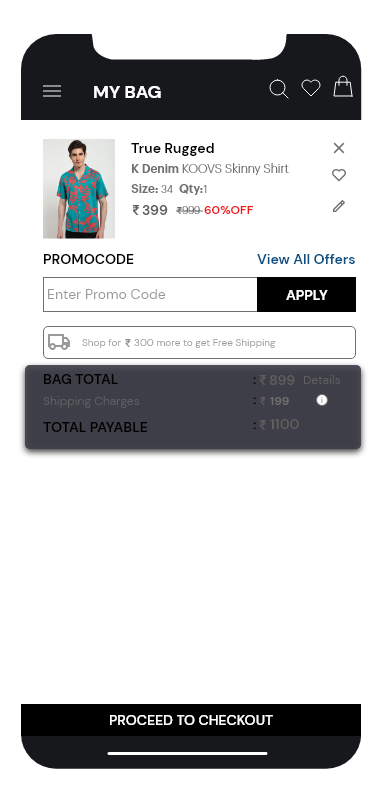 MY BAG
True Rugged
K Denim KOOVS Skinny Shirt
Size: 34 Qty:1
₹ 399 ₹999 60%OFF
PROMOCODE View All Offers
Enter Promo Code APPLY
Shop for ₹ 300 more to get Free Shipping
BAG TOTAL : ₹ 899 Details
Shipping Charges : ₹ 199
TOTAL PAYABLE : ₹ 1100
PROCEED TO CHECKOUT